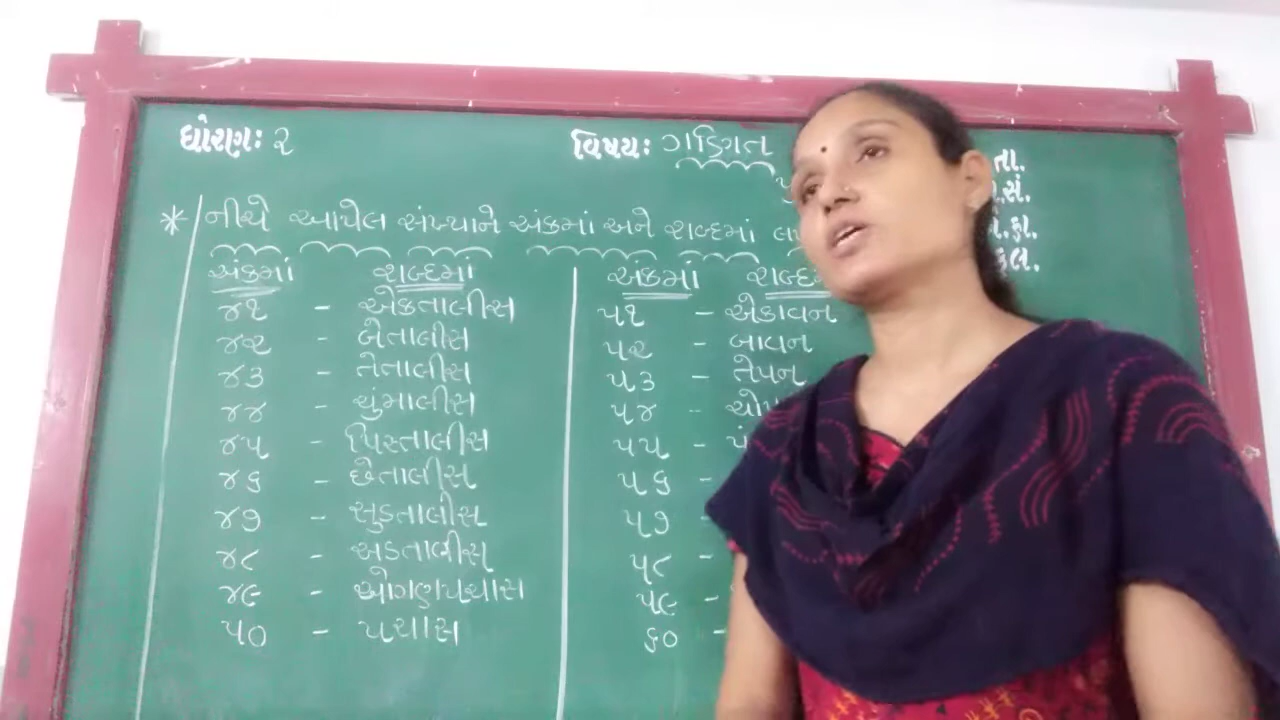 ધોરણઃ ૨
વિષયઃ ગણિત
તા.
* નીચે આપેલ સંખ્યાને અંકમાં અને શબ્દમાં
અંકમાં શબ્દમાં
૪૧ - એકતાલીસ
૪૨ - બેતાલીસ
૪૩ - તેતાલીસ
૪૪ - ચુંમાલીસ
૪૫ - પિસ્તાલીસ
૪૬ - છેતાલીસ
૪૭ - સુડતાલીસ
૪૮ - અડતાલીસ
૪૯ - ઓગણપચાસ
૫૦ - પચાસ
અંકમાં
૫૧ - એકાવન
૫૨ - બાવન
૫૩ - તેપન
૫૪ -
૫૫ -
૫૬ -
૫૭ -
૫૮ -
૫૯ -
૬૦ -